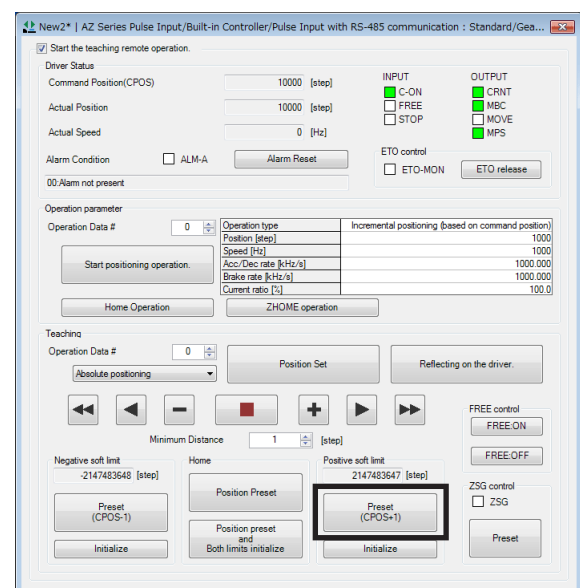 New2* | AZ Series Pulse Input/Built-in Controller/Pulse Input with RS-485 communication : Standard/Gea...
Start the teaching remote operation.
Driver Status
Command Position(CPOS) 10000 [step]
Actual Position 10000 [step]
Actual Speed 0 [Hz]
INPUT OUTPUT
C-ON CRNT
FREE MBC
STOP MOVE
MPS
Alarm Condition ALM-A Alarm Reset
00:Alarm not present
ETO control
ETO-MON ETO release
Operation parameter
Operation Data # 0
Start positioning operation.
Operation type Incremental positioning (based on command position)
Position [step] 1000
Speed [Hz] 1000
Acc/Dec rate [kHz/s] 1000.000
Brake rate [kHz/s] 1000.000
Current ratio [%] 100.0
Home Operation ZHOME operation
Teaching
Operation Data # 0
Absolute positioning
Position Set Reflecting on the driver.
Minimum Distance 1 [step]
FREE control
FREE:ON
FREE:OFF
Negative soft limit
-2147483648 [step]
Preset
(CPOS-1)
Initialize
Home
Position Preset
Position preset
and
Both limits initialize
Positive soft limit
2147483647 [step]
Preset
(CPOS+1)
Initialize
ZSG control
ZSG
Preset